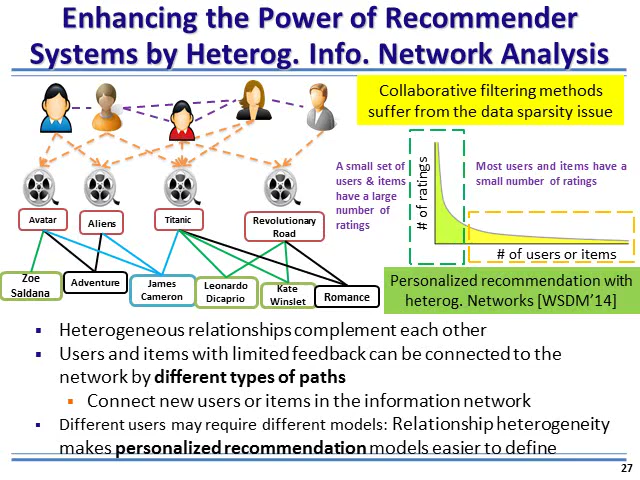 Enhancing the Power of Recommender
Systems by Heterog. Info. Network Analysis
Collaborative filtering methods
suffer from the data sparsity issue
A small set of
users & items
have a large
number of
ratings
# of ratings
Most users and items have a
small number of ratings
# of users or items
Avatar
Aliens
Titanic
Revolutionary
Road
Zoe
Saldana
Adventure
James
Cameron
Leonardo
Dicaprio
Kate
Winslet
Romance
Personalized recommendation with
heterog. Networks [WSDM'14]
▪ Heterogeneous relationships complement each other
▪ Users and items with limited feedback can be connected to the
network by different types of paths
▪ Connect new users or items in the information network
▪ Different users may require different models: Relationship heterogeneity
makes personalized recommendation models easier to define
27